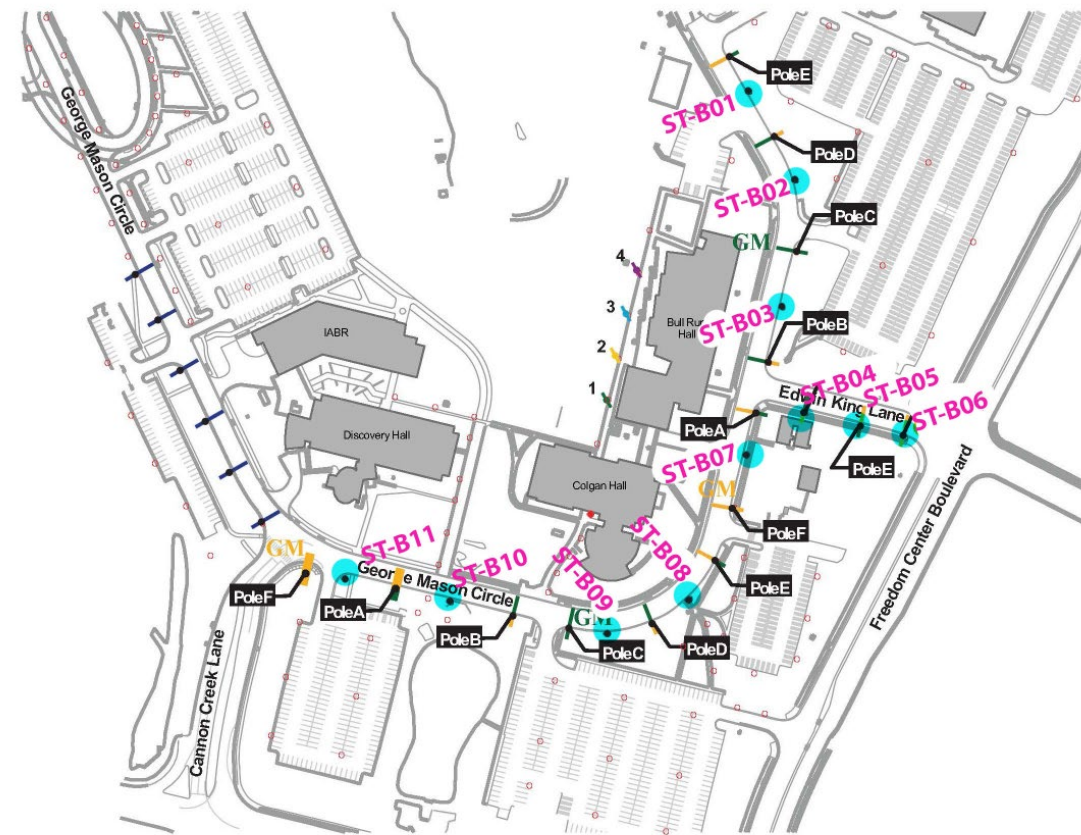 PoleE
George Mason Circle
ST-B01
PoleD
ST-B02
PoleC
GM
4
3
Bull Run
Hall
ST-B03
PoleB
IABR
2
1
Edwin King Lane
ST-B04
ST-B05
ST-B06
PoleA
Discovery Hall
ST-B07
PoleE
Colgan Hall
GM
PoleF
Freedom Center Boulevard
ST-B08
GM
ST-B11
PoleE
George Mason Circle
ST-B10
ST-B09
PoleF
PoleA
PoleB
GM
PoleC
PoleD
Cannon Creek Lane